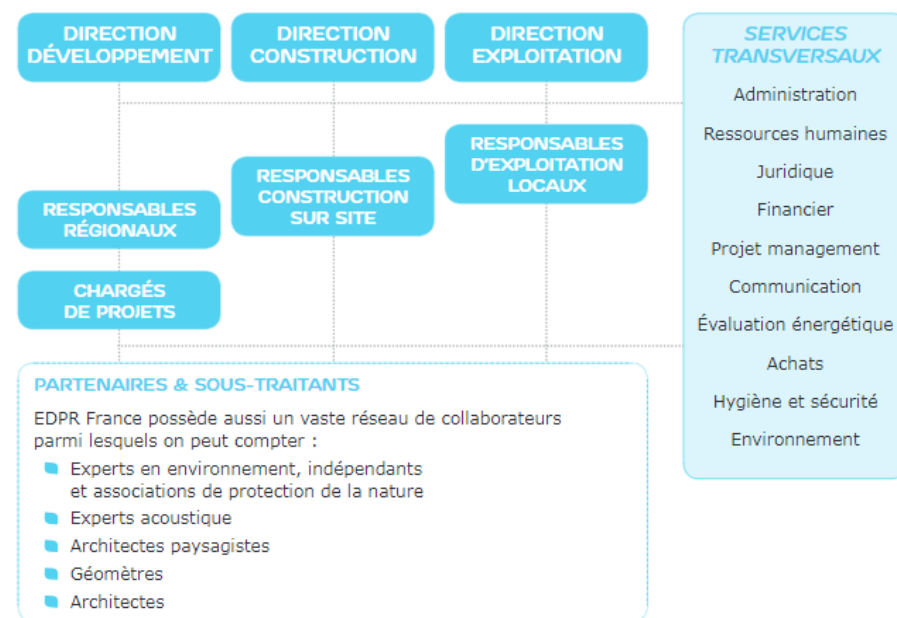 DIRECTION
DÉVELOPPEMENT
DIRECTION
CONSTRUCTION
DIRECTION
EXPLOITATION
RESPONSABLES
D'EXPLOITATION
LOCAUX
RESPONSABLES
CONSTRUCTION
SUR SITE
RESPONSABLES
RÉGIONAUX
CHARGÉS
DE PROJETS
SERVICES
TRANSVERSAUX
Administration
Ressources humaines
Juridique
Financier
Projet management
Communication
Évaluation énergétique
Achats
Hygiène et sécurité
Environnement
PARTENAIRES & SOUS-TRAITANTS
EDPR France possède aussi un vaste réseau de collaborateurs
parmi lesquels on peut compter :
Experts en environnement, indépendants
et associations de protection de la nature
Experts acoustique
Architectes paysagistes
Géomètres
Architectes